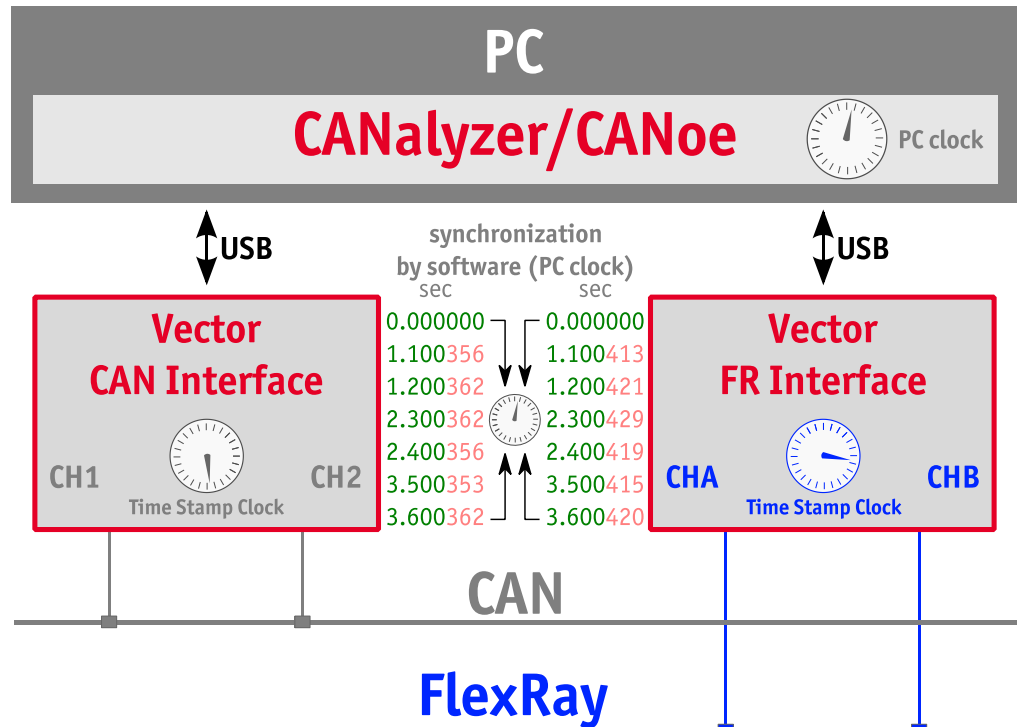 PC
CANalyzer/CANoe
PC clock
USB
synchronization
by software (PC clock)
USB
sec
sec
Vector
CAN Interface
CH1
CH2
Time Stamp Clock
0.000000
1.100356
1.200362
2.300362
2.400356
3.500353
3.600362
0.000000
1.100413
1.200421
2.300429
2.400419
3.500415
3.600420
Vector
FR Interface
CHA
CHB
Time Stamp Clock
CAN
FlexRay